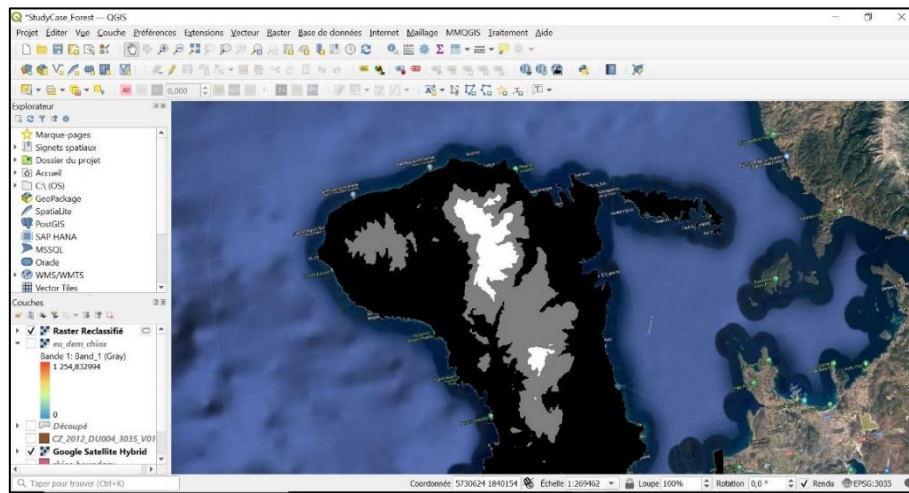 *StudyCase_Forest — QGIS
Projet Éditer Vue Couche Préférences Extensions Vecteur Raster Base de données Internet Maillage MMQGIS Traitement Aide
0,000
Explorateur
Marque-pages
Signets spatiaux
Dossier du projet
Accueil
C:\ (OS)
GeoPackage
SpatiaLite
PostGIS
SAP HANA
MSSQL
Oracle
WMS/WMTS
Vector Tiles
Couches
Raster Reclassifié
eu_dem_chios
Bande 1: Band_1 (Gray)
1 254,832994
0
Découpé
CZ_2012_DU004_3035_V01
Google Satellite Hybrid
Taper pour trouver (Ctrl+K)
Coordonnée 5730624 1840154 Échelle 1:269462 Loupe 100% Rotation 0,0 ° Rendu EPSG:3035